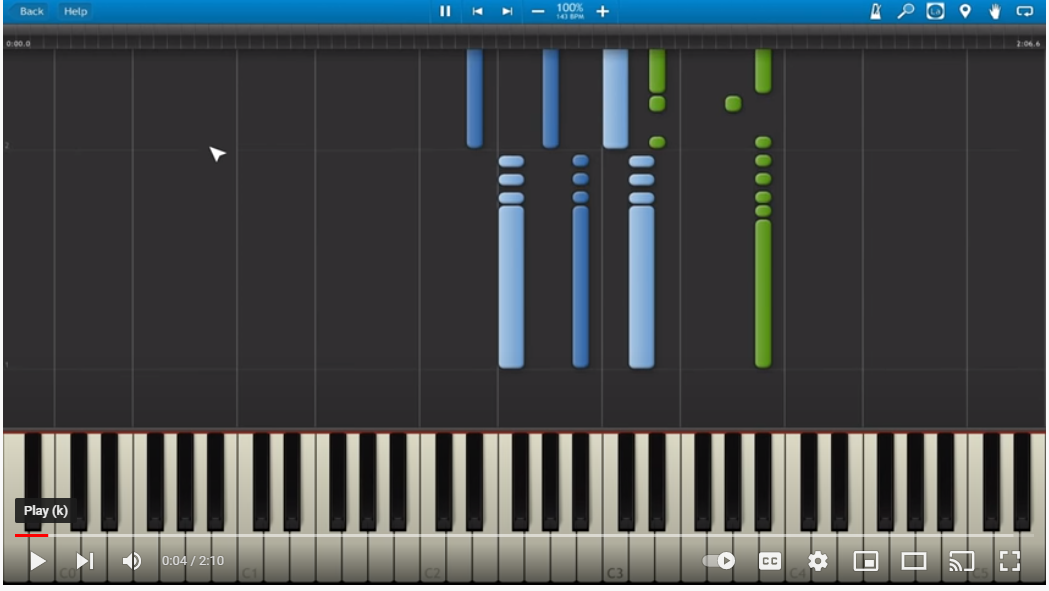 Back Help 100%
143 BPM
0:00.0 2:06.6
2
1
Play (k)
0:04 / 2:10 CC
C0 C1 C2 C3 C4 C5